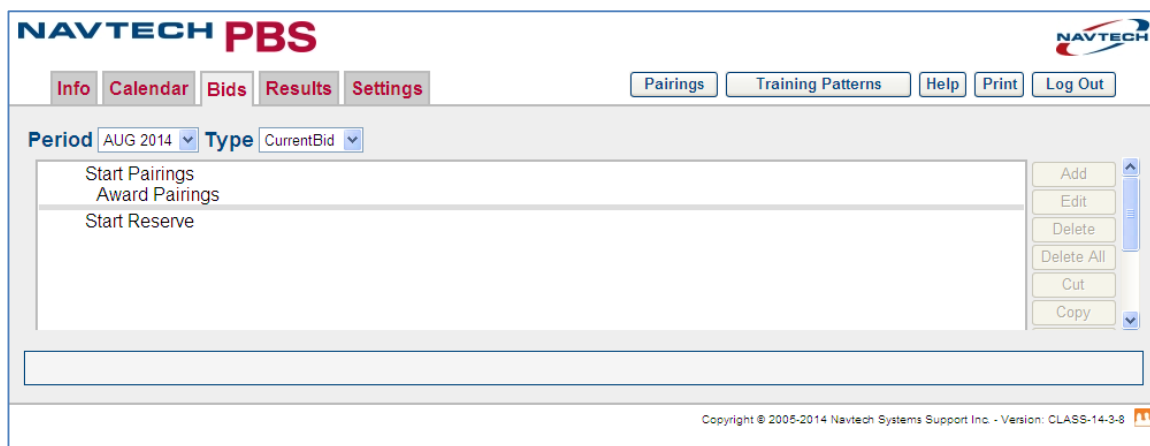 NAVTECH PBS
NAVTECH
Info Calendar Bids Results Settings Pairings Training Patterns Help Print Log Out
Period AUG 2014 Type CurrentBid
Start Pairings
Award Pairings
Start Reserve
Add
Edit
Delete
Delete All
Cut
Copy
Copyright © 2005-2014 Navtech Systems Support Inc. - Version: CLASS-14-3-8